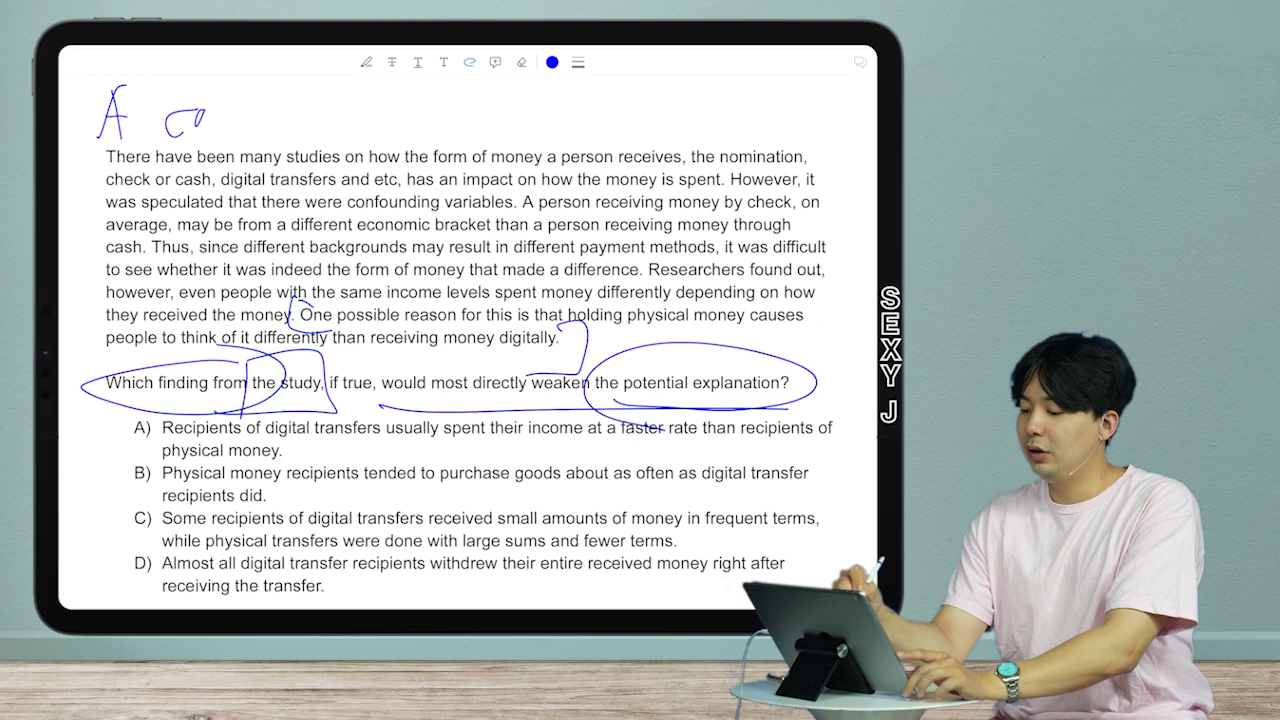 A
There have been many studies on how the form of money a person receives, the nomination,
check or cash, digital transfers and etc, has an impact on how the money is spent. However, it
was speculated that there were confounding variables. A person receiving money by check, on
average, may be from a different economic bracket than a person receiving money through
cash. Thus, since different backgrounds may result in different payment methods, it was difficult
to see whether it was indeed the form of money that made a difference. Researchers found out,
however, even people with the same income levels spent money differently depending on how
they received the money. One possible reason for this is that holding physical money causes
people to think of it differently than receiving money digitally.
Which finding from the study, if true, would most directly weaken the potential explanation?
A) Recipients of digital transfers usually spent their income at a faster rate than recipients of
physical money.
B) Physical money recipients tended to purchase goods about as often as digital transfer
recipients did.
C) Some recipients of digital transfers received small amounts of money in frequent terms,
while physical transfers were done with large sums and fewer terms.
D) Almost all digital transfer recipients withdrew their entire received money right after
receiving the transfer.
SEXY J